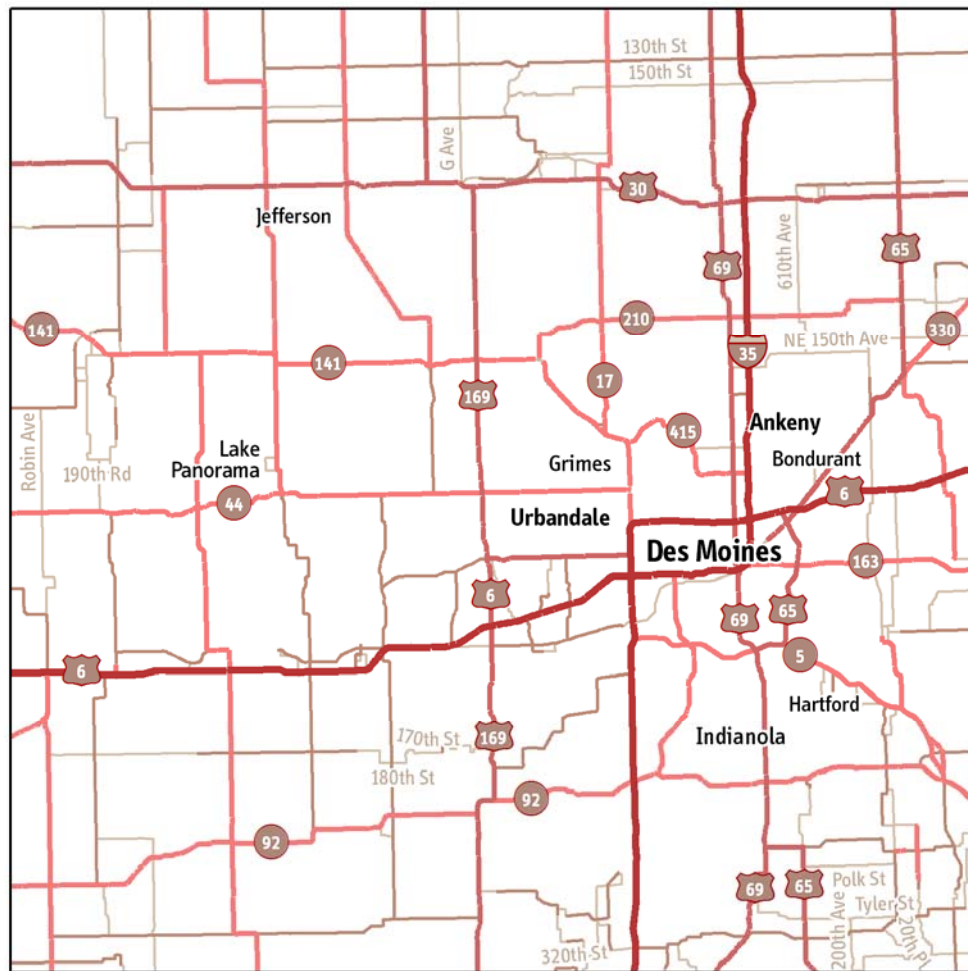 130th St
150th St
G Ave
30
Jefferson
610th Ave
65
69
141
210
330
NE 150th Ave
35
141
17
169
Ankeny
415
Robin Ave
Lake
Panorama
190th Rd
Grimes
Bondurant
6
44
Urbandale
Des Moines
163
6
69
65
5
6
Hartford
170th St
169
Indianola
180th St
92
92
69
65
Polk St
Tyler St
200th Ave
20th Pl
320th St